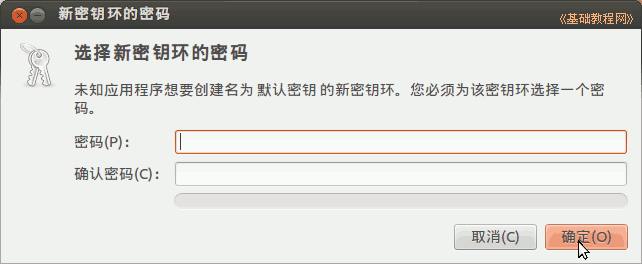 新密钥环的密码
《基础教程网》
选择新密钥环的密码
未知应用程序想要创建名为 默认密钥 的新密钥环。您必须为该密钥环选择一个密
码。
密码(P)：
确认密码(C)：
取消(C) 确定(O)